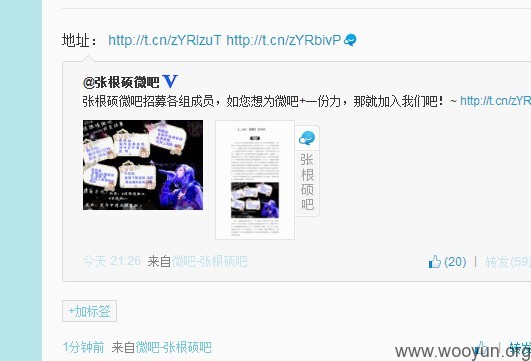 地址： http://t.cn/zYRlzuT http://t.cn/zYRbivP
@张根硕微吧 V
张根硕微吧招募各组成员，如您想为微吧+一份力，那就加入我们吧！~ http://t.cn/zYR
张根硕吧
今天 21:26 来自微吧-张根硕吧
(20) | 转发(59)
+加标签
1分钟前 来自微吧-张根硕吧
转发
www.wooyun.org